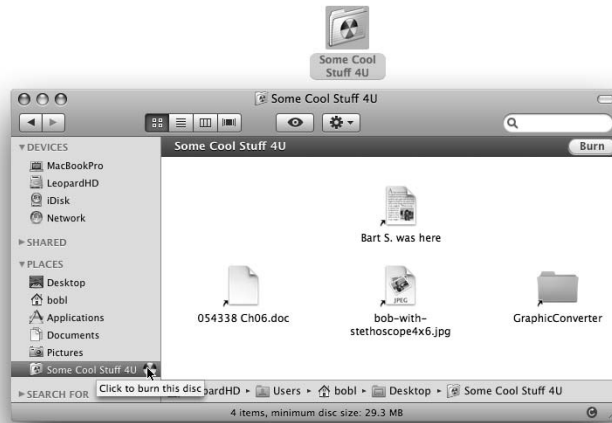 Some Cool
Stuff 4U
Some Cool Stuff 4U
DEVICES
MacBookPro
LeopardHD
iDisk
Network
SHARED
PLACES
Desktop
bobl
Applications
Documents
Pictures
Some Cool Stuff 4U
SEARCH FOR
Some Cool Stuff 4U
Burn
Bart S. was here
054338 Ch06.doc
JPEG
bob-with-
stethoscope4x6.jpg
GraphicConverter
Click to burn this disc
pardHD ▸ Users ▸ bobl ▸ Desktop ▸ Some Cool Stuff 4U
4 items, minimum disc size: 29.3 MB